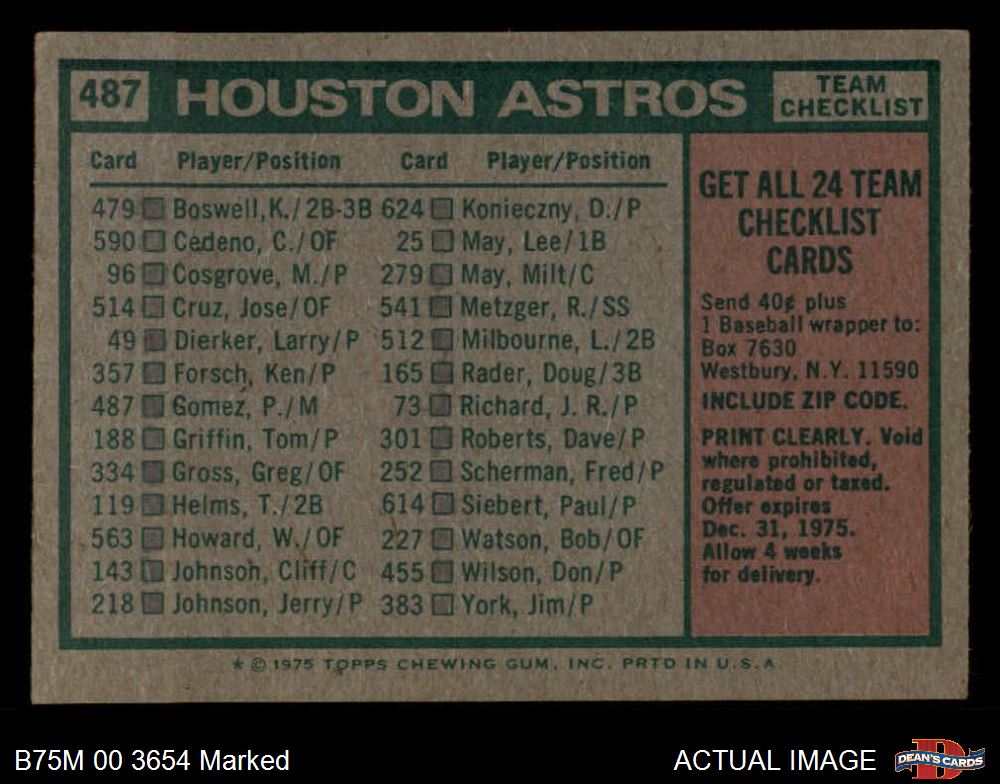 487 HOUSTON ASTROS TEAM CHECKLIST
Card Player/Position Card Player/Position
479 Boswell,K./2B-3B 624 Konieczny, D./P
590 Cedeno, C./OF 25 May, Lee/1B
96 Cosgrove, M./P 279 May, Milt/C
514 Cruz, Jose/OF 541 Metzger, R./SS
49 Dierker, Larry/P 512 Milbourne, L./2B
357 Forsch, Ken/P 165 Rader, Doug/3B
487 Gomez, P./M 73 Richard, J. R./P
188 Griffin, Tom/P 301 Roberts, Dave/P
334 Gross, Greg/OF 252 Scherman, Fred/P
119 Helms, T./2B 614 Siebert, Paul/P
563 Howard, W./OF 227 Watson, Bob/OF
143 Johnson, Cliff/C 455 Wilson, Don/P
218 Johnson, Jerry/P 383 York, Jim/P
GET ALL 24 TEAM
CHECKLIST
CARDS
Send 40¢ plus
1 Baseball wrapper to:
Box 7630
Westbury, N.Y. 11590
INCLUDE ZIP CODE.
PRINT CLEARLY. Void
where prohibited,
regulated or taxed.
Offer expires
Dec. 31, 1975.
Allow 4 weeks
for delivery.
* © 1975 TOPPS CHEWING GUM, INC. PRTD IN U.S.A.
B75M 00 3654 Marked ACTUAL IMAGE
DEAN'S CARDS